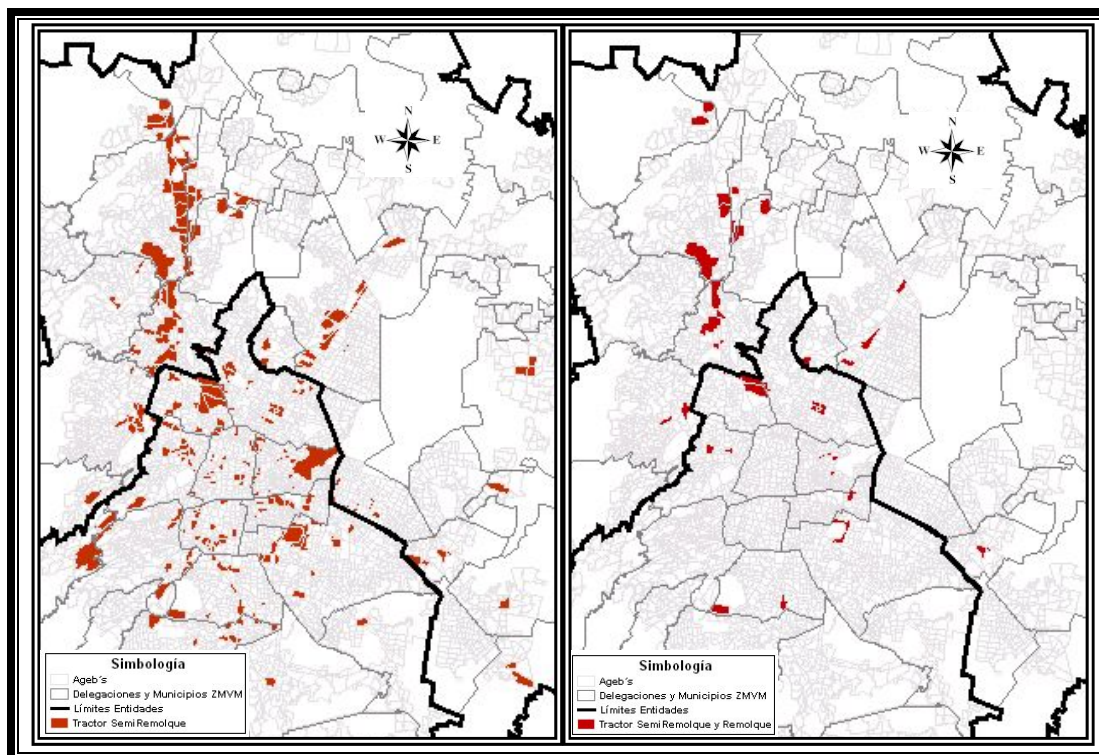 N
W E
S
Simbología
Ageb´s
Delegaciones y Municipios ZMVM
Límites Entidades
Tractor SemiRemolque
N
W E
S
Simbología
Ageb´s
Delegaciones y Municipios ZMVM
Límites Entidades
Tractor SemiRemolque y Remolque